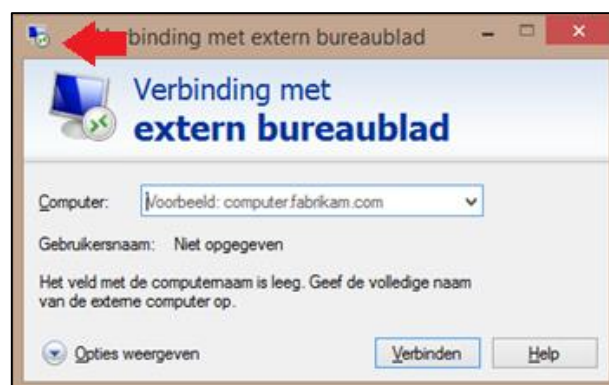 binding met extern bureaublad
Verbinding met
extern bureaublad
Computer: Voorbeeld: computer.fabrikam.com
Gebruikersnaam: Niet opgegeven
Het veld met de computernaam is leeg. Geef de volledige naam
van de externe computer op.
Opties weergeven Verbinden Help